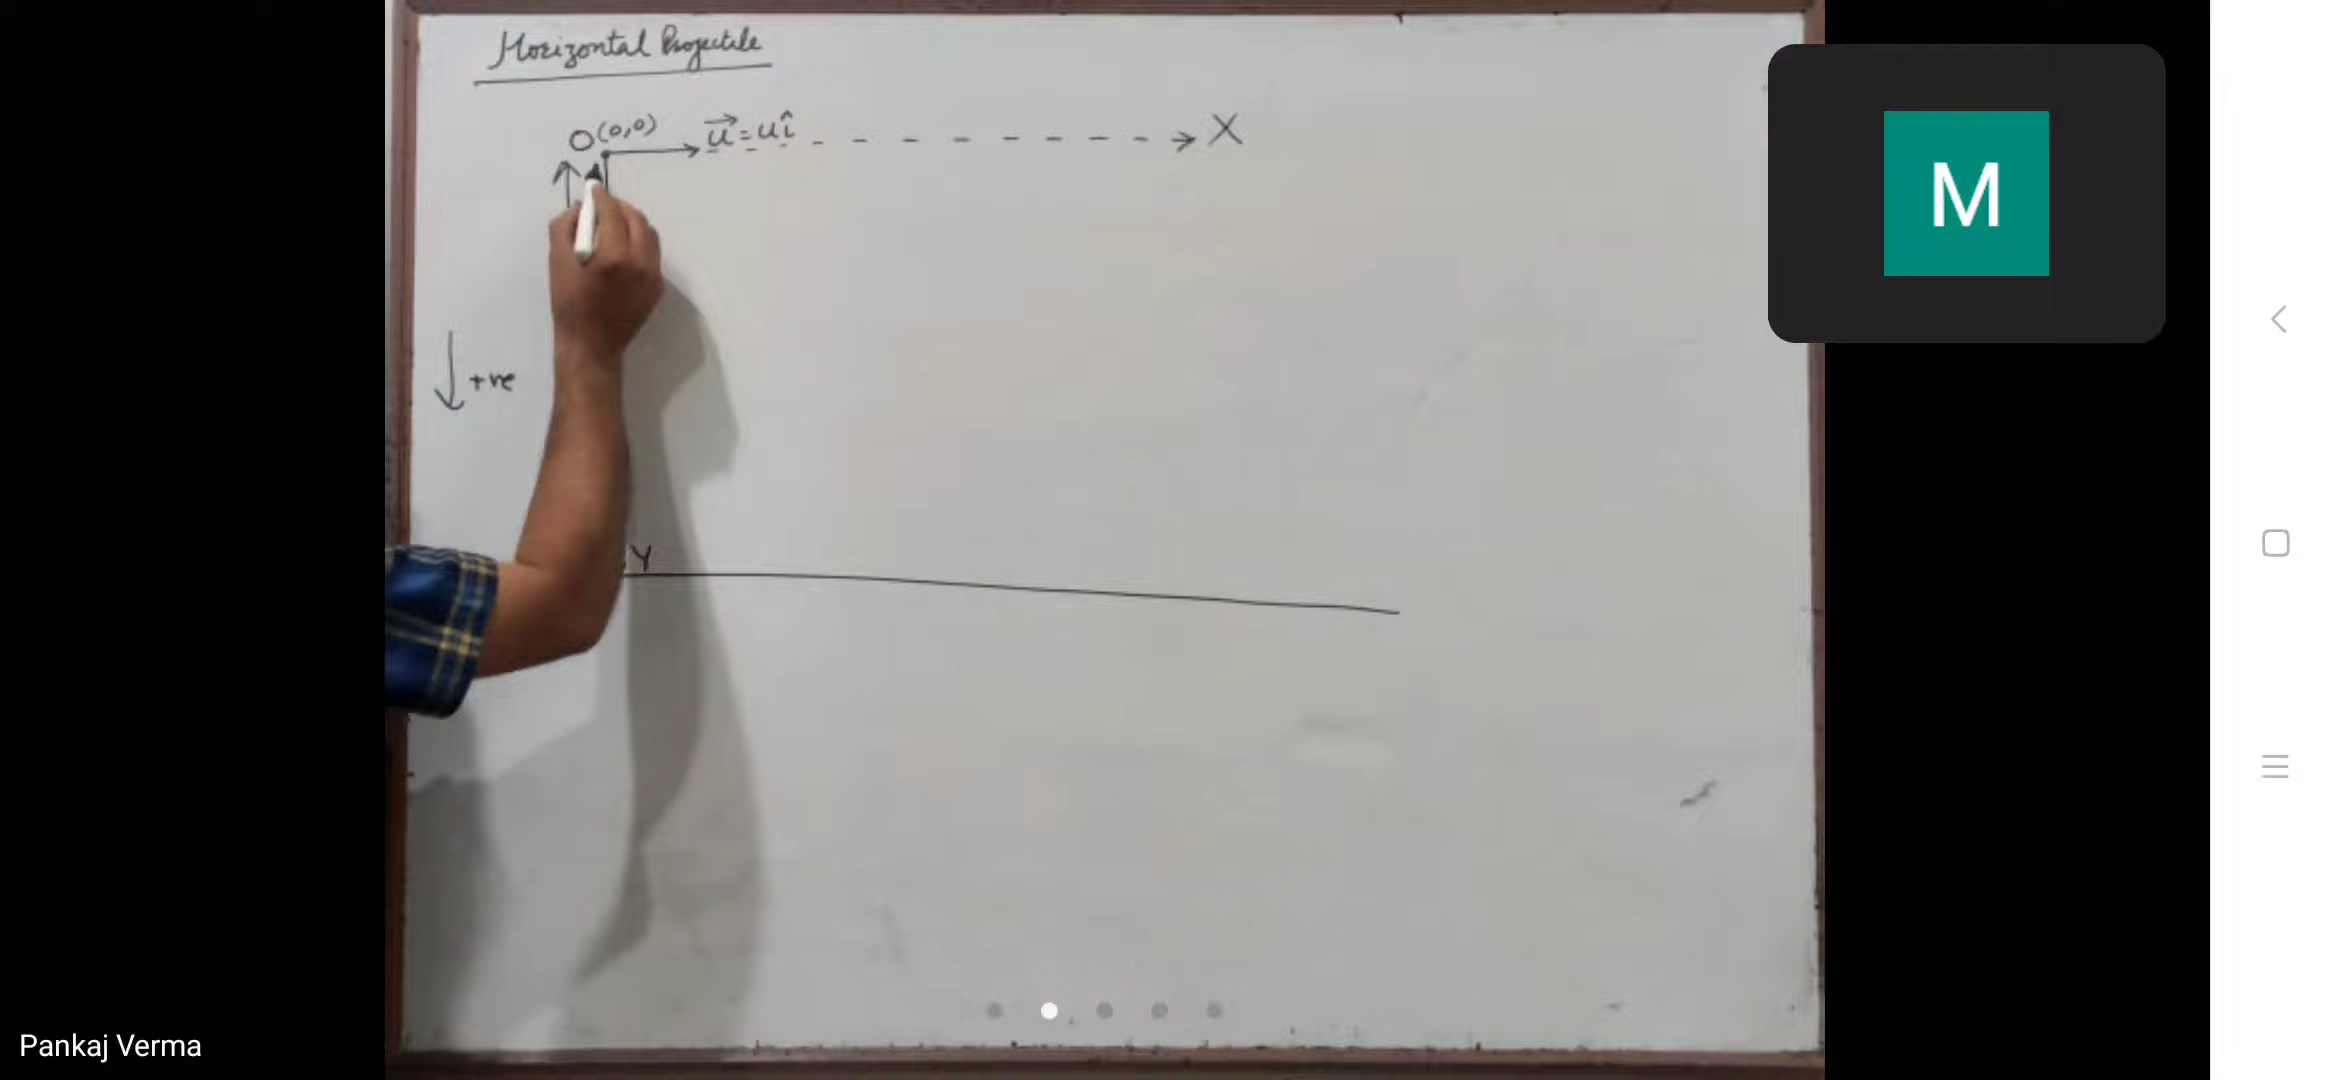 Horizontal Projectile
O(0,0) u⃗ = uî X
M
+ve
Y
Pankaj Verma